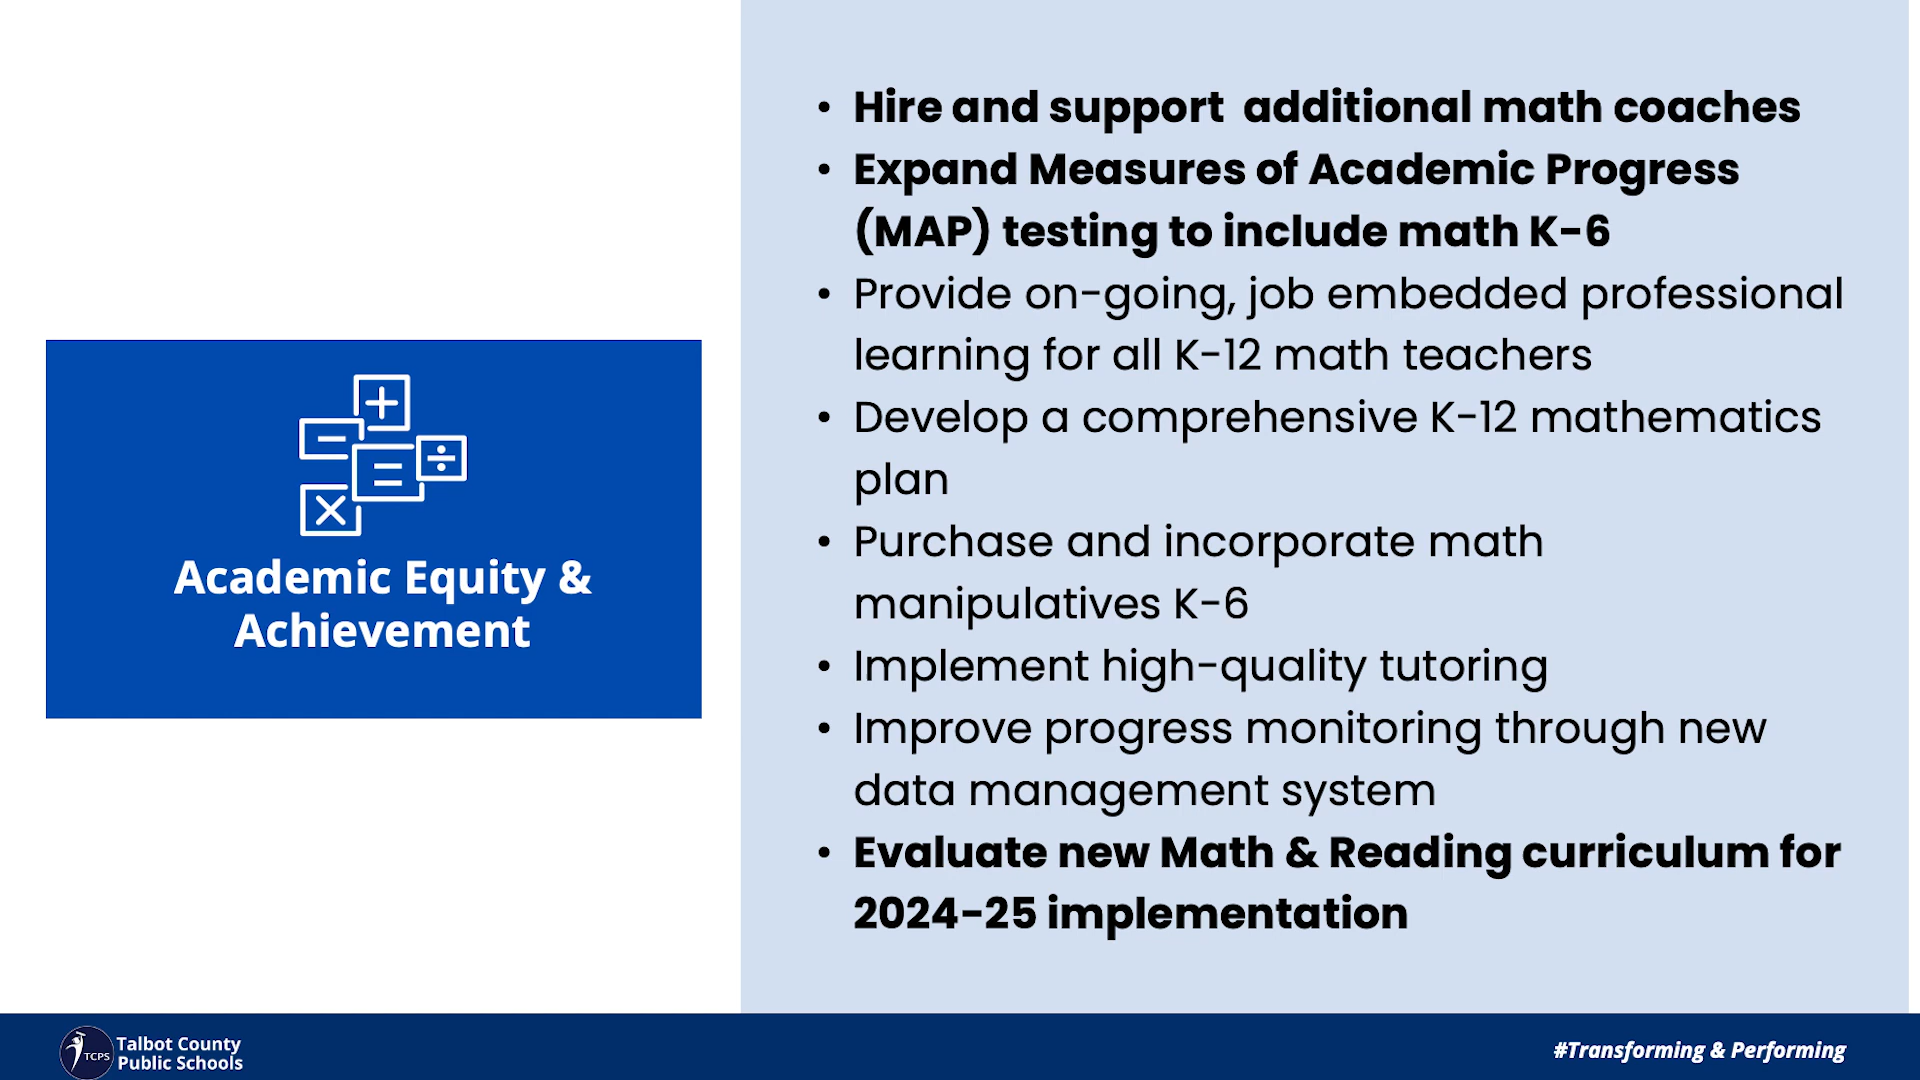 Academic Equity &
Achievement
• Hire and support  additional math coaches
• Expand Measures of Academic Progress
(MAP) testing to include math K-6
• Provide on-going, job embedded professional
learning for all K-12 math teachers
• Develop a comprehensive K-12 mathematics
plan
• Purchase and incorporate math
manipulatives K-6
• Implement high-quality tutoring
• Improve progress monitoring through new
data management system
• Evaluate new Math & Reading curriculum for
2024-25 implementation
TCPS
Talbot County
Public Schools
#Transforming & Performing